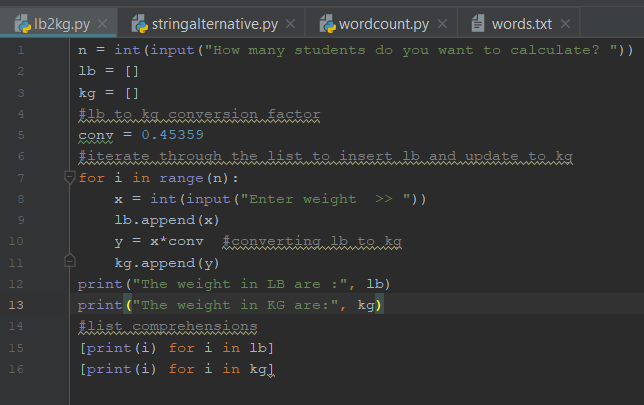 lb2kg.py × stringalternative.py × wordcount.py × words.txt ×
1 n = int(input("How many students do you want to calculate? "))
2 lb = []
3 kg = []
4 #lb to kg conversion factor
5 conv = 0.45359
6 #iterate through the list to insert lb and update to kg
7 for i in range(n):
8     x = int(input("Enter weight  >> "))
9     lb.append(x)
10     y = x*conv  #converting lb to kg
11     kg.append(y)
12 print("The weight in LB are :", lb)
13 print("The weight in KG are:", kg)
14 #list comprehensions
15 [print(i) for i in lb]
16 [print(i) for i in kg]